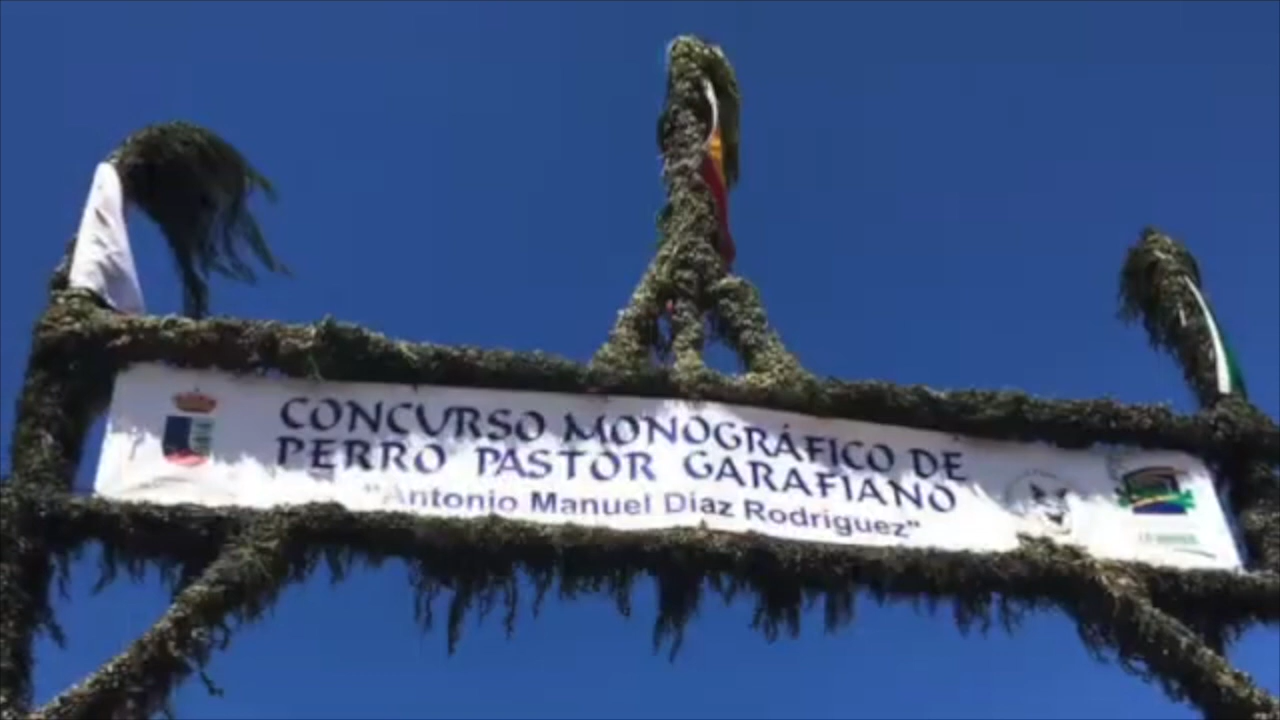 CONCURSO MONOGRÁFICO DE
PERRO PASTOR GARAFIANO
"Antonio Manuel Díaz Rodríguez"